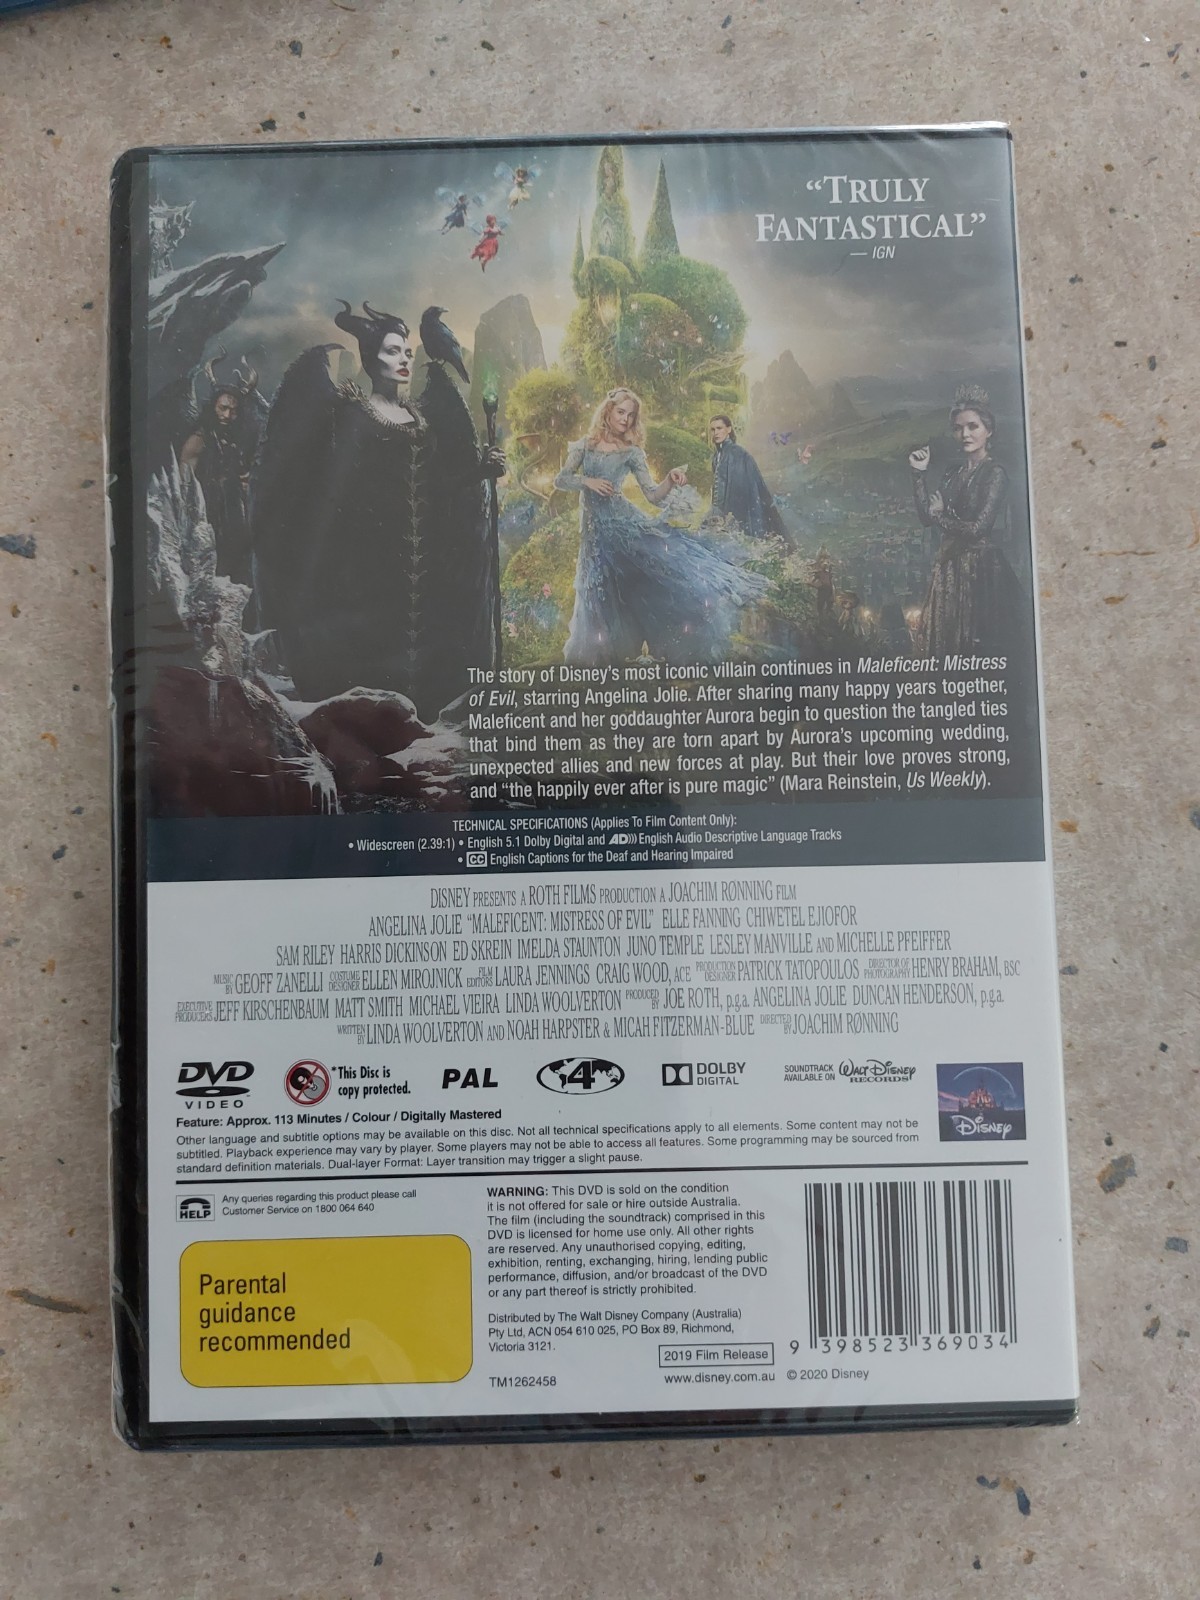 “TRULY
FANTASTICAL”
— IGN
The story of Disney’s most iconic villain continues in Maleficent: Mistress
of Evil, starring Angelina Jolie. After sharing many happy years together,
Maleficent and her goddaughter Aurora begin to question the tangled ties
that bind them as they are torn apart by Aurora’s upcoming wedding,
unexpected allies and new forces at play. But their love proves strong,
and “the happily ever after is pure magic” (Mara Reinstein, Us Weekly).
TECHNICAL SPECIFICATIONS (Applies To Film Content Only):
• Widescreen (2.39:1) • English 5.1 Dolby Digital and AD))) English Audio Descriptive Language Tracks
• CC English Captions for the Deaf and Hearing Impaired
DISNEY PRESENTS A ROTH FILMS PRODUCTION A JOACHIM RØNNING FILM
ANGELINA JOLIE “MALEFICENT: MISTRESS OF EVIL” ELLE FANNING CHIWETEL EJIOFOR
SAM RILEY HARRIS DICKINSON ED SKREIN IMELDA STAUNTON JUNO TEMPLE LESLEY MANVILLE AND MICHELLE PFEIFFER
MUSIC BY GEOFF ZANELLI COSTUME DESIGNER ELLEN MIROJNICK FILM EDITORS LAURA JENNINGS CRAIG WOOD, ACE PRODUCTION DESIGNER PATRICK TATOPOULOS DIRECTOR OF PHOTOGRAPHY HENRY BRAHAM, BSC
EXECUTIVE PRODUCERS JEFF KIRSCHENBAUM MATT SMITH MICHAEL VIEIRA LINDA WOOLVERTON PRODUCED BY JOE ROTH, p.g.a. ANGELINA JOLIE DUNCAN HENDERSON, p.g.a.
WRITTEN BY LINDA WOOLVERTON AND NOAH HARPSTER & MICAH FITZERMAN-BLUE DIRECTED BY JOACHIM RØNNING
DVD VIDEO
*This Disc is
copy protected.
PAL
4
DOLBY
DIGITAL
SOUNDTRACK
AVAILABLE ON WALT DISNEY RECORDS
Disney
Feature: Approx. 113 Minutes / Colour / Digitally Mastered
Other language and subtitle options may be available on this disc. Not all technical specifications apply to all elements. Some content may not be
subtitled. Playback experience may vary by player. Some players may not be able to access all features. Some programming may be sourced from
standard definition materials. Dual-layer Format: Layer transition may trigger a slight pause.
HELP
Any queries regarding this product please call
Customer Service on 1800 064 640
Parental
guidance
recommended
WARNING: This DVD is sold on the condition
it is not offered for sale or hire outside Australia.
The film (including the soundtrack) comprised in this
DVD is licensed for home use only. All other rights
are reserved. Any unauthorised copying, editing,
exhibition, renting, exchanging, hiring, lending public
performance, diffusion, and/or broadcast of the DVD
or any part thereof is strictly prohibited.
Distributed by The Walt Disney Company (Australia)
Pty Ltd, ACN 054 610 025, PO Box 89, Richmond,
Victoria 3121.
2019 Film Release
TM1262458
www.disney.com.au © 2020 Disney
9 398523 369034